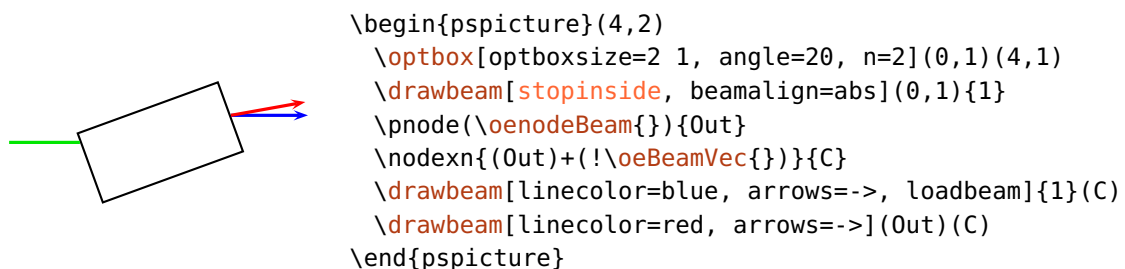 \begin{pspicture}(4,2)
\optbox[optboxsize=2 1, angle=20, n=2](0,1)(4,1)
\drawbeam[stopinside, beamalign=abs](0,1){1}
\pnode(\oenodeBeam{}){Out}
\nodexn{(Out)+(!\oeBeamVec{})}{C}
\drawbeam[linecolor=blue, arrows=->, loadbeam]{1}(C)
\drawbeam[linecolor=red, arrows=->](Out)(C)
\end{pspicture}